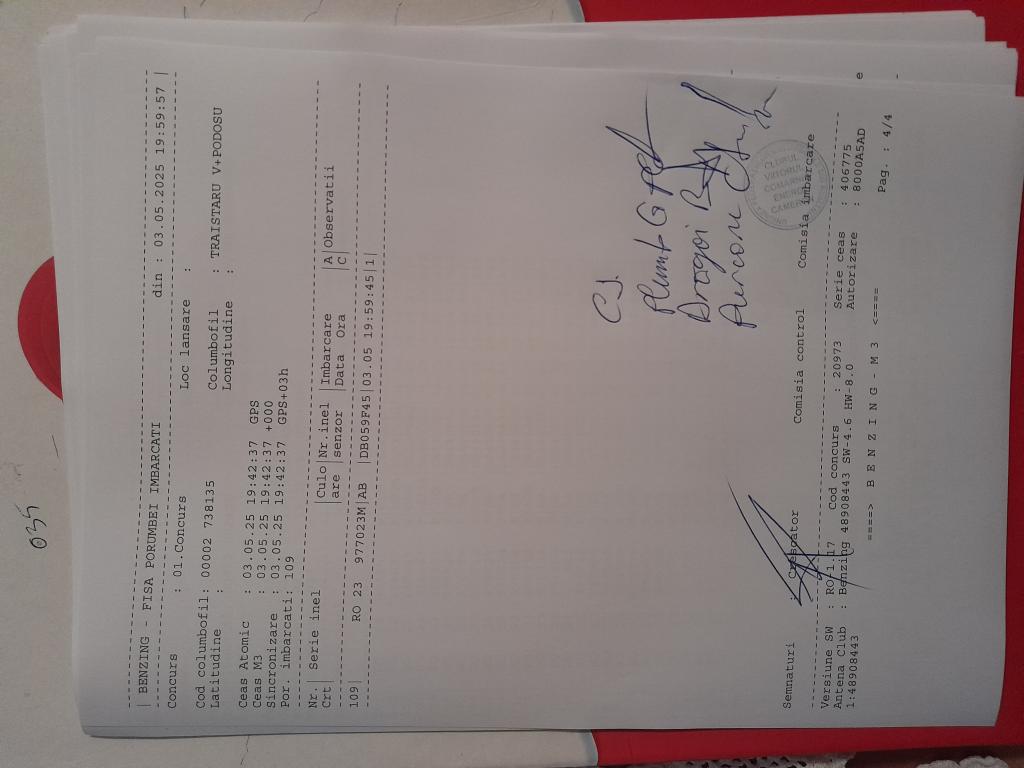 035
| BENZING - FISA PORUMBEI IMBARCATI din : 03.05.2025 19:59:57 |
Concurs : 01.Concurs Loc lansare :
Cod columbofil: 00002 738135 Columbofil : TRAISTARU V+PODOSU
Latitudine : Longitudine :
Ceas Atomic : 03.05.25 19:42:37 GPS
Ceas M3 : 03.05.25 19:42:37 +000
Sincronizare : 03.05.25 19:42:37 GPS+03h
Por. imbarcati: 109
Nr.| Serie inel |Culo|Nr.inel |Imbarcare |A|Observatii
Crt| |are |senzor |Data Ora |C|
109| RO 23 977023M|AB |DB059F45|03.05 19:59:45|1|
C.I.
Semnaturi : Crescator Comisia control Comisia imbarcare
CLUBUL
VIITORUL
COMARNIC
Versiune SW : RO-1.17 Cod concurs : 20973 Serie ceas : 406775
Antena Club : Benzing 48908443 SW-4.6 HW-8.0 Autorizare : 8000A5AD
1:48908443
====> B E N Z I N G - M 3 <====
Pag. : 4/4